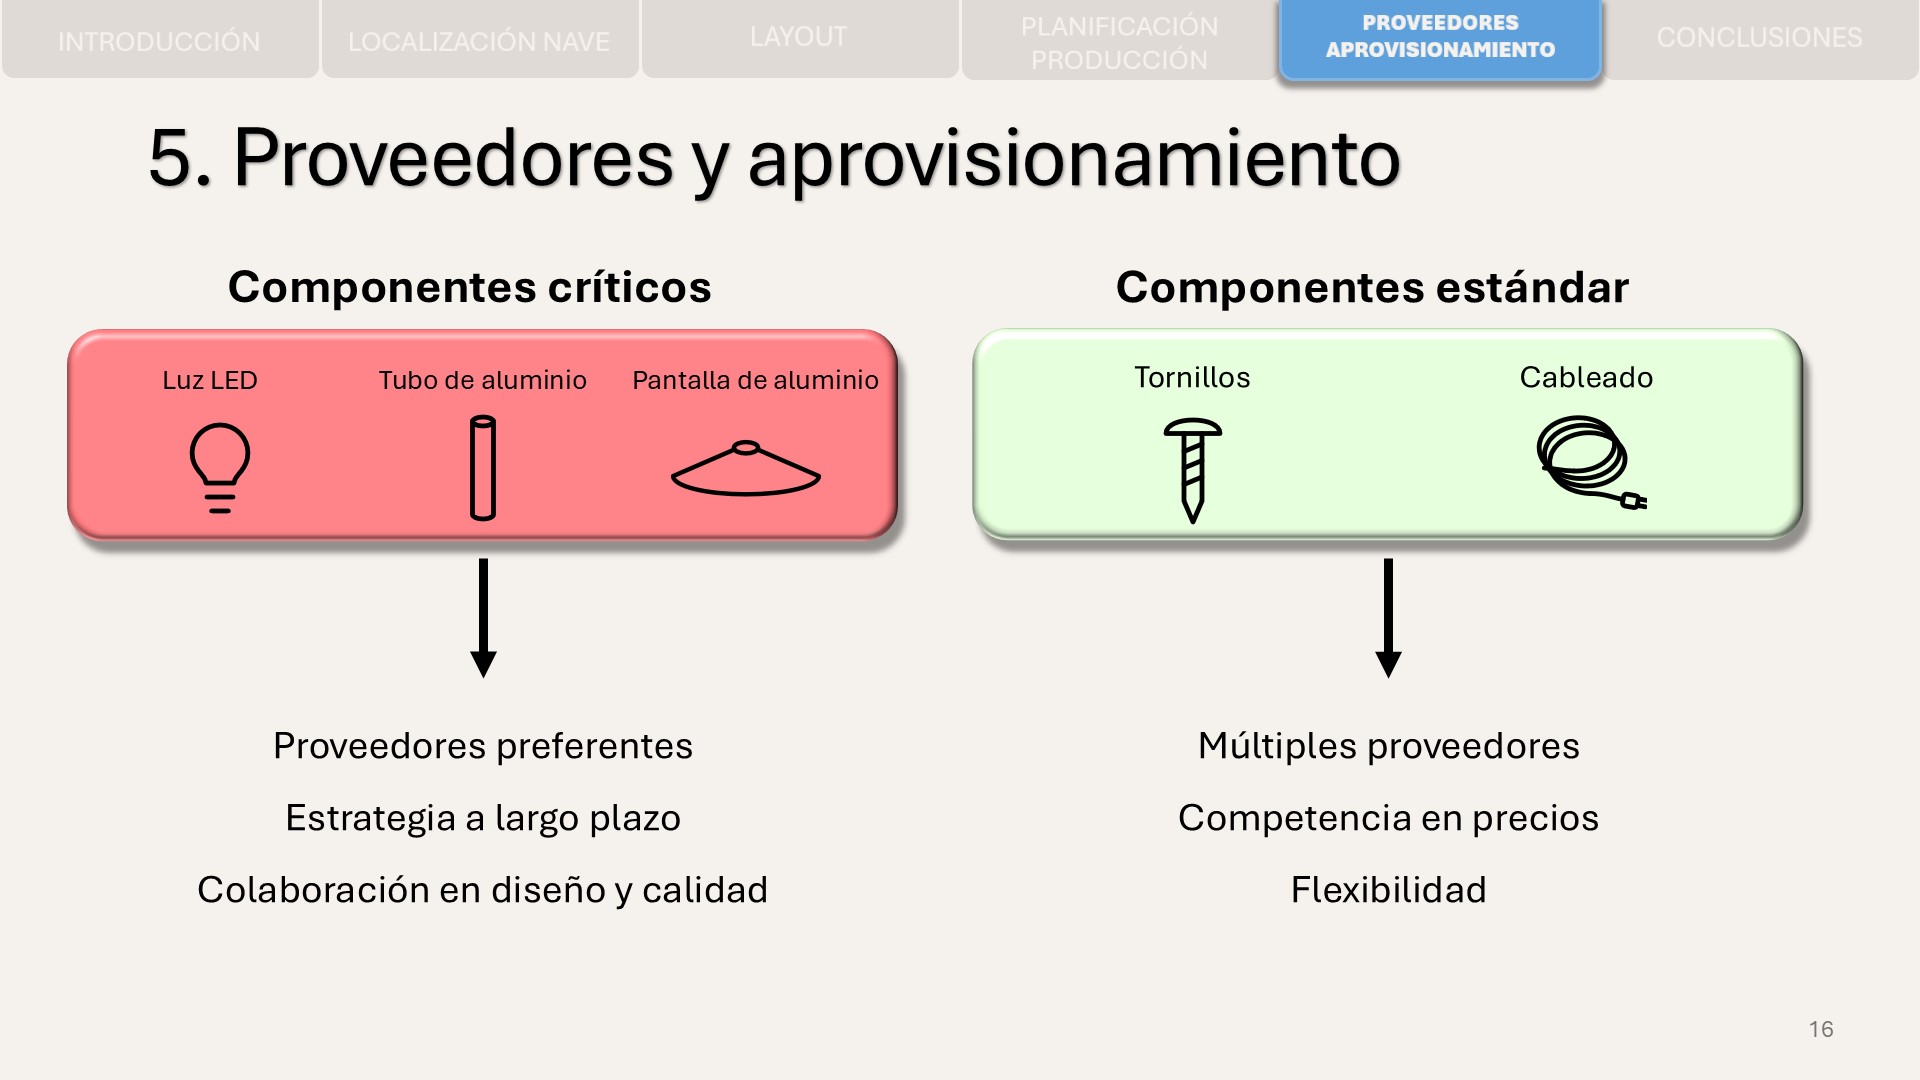 INTRODUCCIÓN
LOCALIZACIÓN NAVE
LAYOUT
PLANIFICACIÓN
PRODUCCIÓN
PROVEEDORES
APROVISIONAMIENTO
CONCLUSIONES
5. Proveedores y aprovisionamiento
Componentes críticos
Luz LED
Tubo de aluminio
Pantalla de aluminio
Proveedores preferentes
Estrategia a largo plazo
Colaboración en diseño y calidad
Componentes estándar
Tornillos
Cableado
Múltiples proveedores
Competencia en precios
Flexibilidad
16